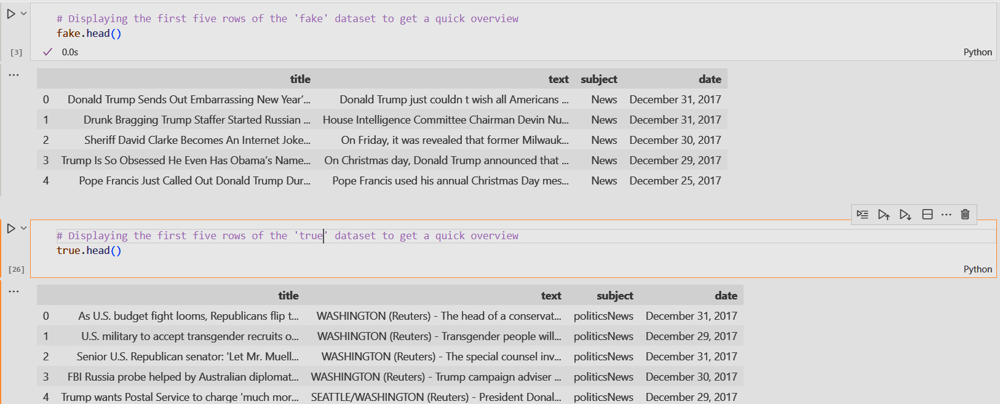 # Displaying the first five rows of the 'fake' dataset to get a quick overview
fake.head()
[3]
0.0s
Python
title text subject date
0 Donald Trump Sends Out Embarrassing New Year’... Donald Trump just couldn t wish all Americans ... News December 31, 2017
1 Drunk Bragging Trump Staffer Started Russian ... House Intelligence Committee Chairman Devin Nu... News December 31, 2017
2 Sheriff David Clarke Becomes An Internet Joke... On Friday, it was revealed that former Milwauk... News December 30, 2017
3 Trump Is So Obsessed He Even Has Obama’s Name... On Christmas day, Donald Trump announced that ... News December 29, 2017
4 Pope Francis Just Called Out Donald Trump Dur... Pope Francis used his annual Christmas Day mes... News December 25, 2017
# Displaying the first five rows of the 'true' dataset to get a quick overview
true.head()
[26]
Python
title text subject date
0 As U.S. budget fight looms, Republicans flip t... WASHINGTON (Reuters) - The head of a conservat... politicsNews December 31, 2017
1 U.S. military to accept transgender recruits o... WASHINGTON (Reuters) - Transgender people will... politicsNews December 29, 2017
2 Senior U.S. Republican senator: 'Let Mr. Muell... WASHINGTON (Reuters) - The special counsel inv... politicsNews December 31, 2017
3 FBI Russia probe helped by Australian diplomat... WASHINGTON (Reuters) - Trump campaign adviser ... politicsNews December 30, 2017
4 Trump wants Postal Service to charge 'much mor... SEATTLE/WASHINGTON (Reuters) - President Donal... politicsNews December 29, 2017